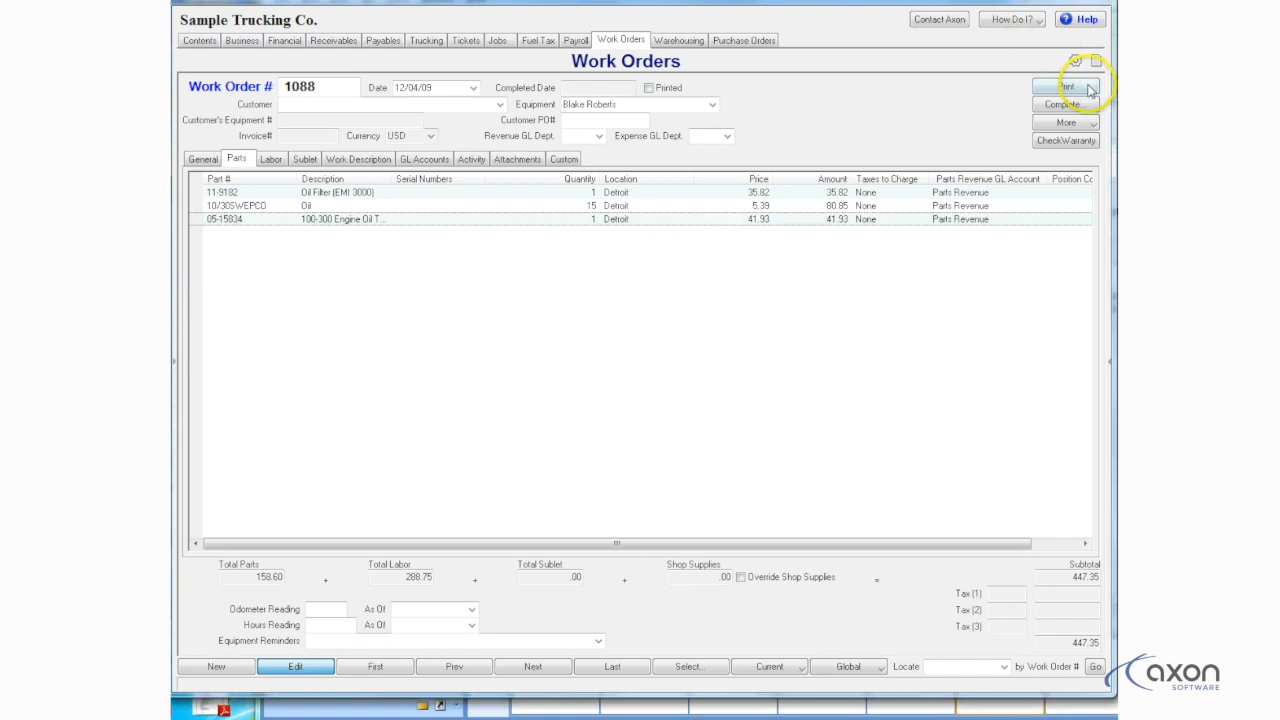 Sample Trucking Co. Contact Axon How Do I? Help
Contents Business Financial Receivables Payables Trucking Tickets Jobs Fuel Tax Payroll Work Orders Warehousing Purchase Orders
Work Orders
Work Order # 1088 Date 12/04/09 Completed Date Printed Print
Customer Equipment Blake Roberts Complete...
Customer's Equipment # Customer PO# More
Invoice# Currency USD Revenue GL Dept. Expense GL Dept. CheckWarranty
General Parts Labor Sublet Work Description GL Accounts Activity Attachments Custom
Part # Description Serial Numbers Quantity Location Price Amount Taxes to Charge Parts Revenue GL Account Position Co
11-9182 Oil Filter (EMI 3000) 1 Detroit 35.82 35.82 None Parts Revenue
10/30SWEPCO Oil 15 Detroit 5.39 80.85 None Parts Revenue
05-15834 100-300 Engine Oil T... 1 Detroit 41.93 41.93 None Parts Revenue
Total Parts Total Labor Total Sublet Shop Supplies Subtotal
158.60 + 288.75 + .00 + .00 Override Shop Supplies = 447.35
Tax (1)
Odometer Reading As Of Tax (2)
Hours Reading As Of Tax (3)
Equipment Reminders 447.35
New Edit First Prev Next Last Select... Current Global Locate by Work Order # Go
axon
SOFTWARE